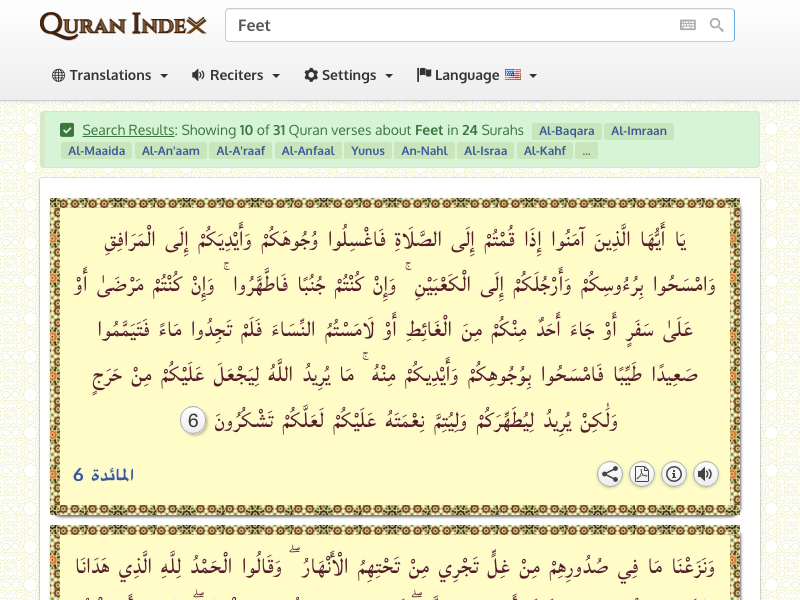 QURAN INDEX
Feet
Translations
Reciters
Settings
Language
Search Results: Showing 10 of 31 Quran verses about Feet in 24 Surahs Al-Baqara Al-Imraan
Al-Maaida Al-An'aam Al-A'raaf Al-Anfaal Yunus An-Nahl Al-Israa Al-Kahf ...
يَا أَيُّهَا الَّذِينَ آمَنُوا إِذَا قُمْتُمْ إِلَى الصَّلَاةِ فَاغْسِلُوا وُجُوهَكُمْ وَأَيْدِيَكُمْ إِلَى الْمَرَافِقِ
وَامْسَحُوا بِرُءُوسِكُمْ وَأَرْجُلَكُمْ إِلَى الْكَعْبَيْنِ ۚ وَإِنْ كُنْتُمْ جُنُبًا فَاطَّهَّرُوا ۚ وَإِنْ كُنْتُمْ مَرْضَىٰ أَوْ
عَلَىٰ سَفَرٍ أَوْ جَاءَ أَحَدٌ مِنْكُمْ مِنَ الْغَائِطِ أَوْ لَامَسْتُمُ النِّسَاءَ فَلَمْ تَجِدُوا مَاءً فَتَيَمَّمُوا
صَعِيدًا طَيِّبًا فَامْسَحُوا بِوُجُوهِكُمْ وَأَيْدِيكُمْ مِنْهُ ۚ مَا يُرِيدُ اللَّهُ لِيَجْعَلَ عَلَيْكُمْ مِنْ حَرَجٍ
وَلَٰكِنْ يُرِيدُ لِيُطَهِّرَكُمْ وَلِيُتِمَّ نِعْمَتَهُ عَلَيْكُمْ لَعَلَّكُمْ تَشْكُرُونَ 6
المائدة 6
وَنَزَعْنَا مَا فِي صُدُورِهِمْ مِنْ غِلٍّ تَجْرِي مِنْ تَحْتِهِمُ الْأَنْهَارُ ۖ وَقَالُوا الْحَمْدُ لِلَّهِ الَّذِي هَدَانَا